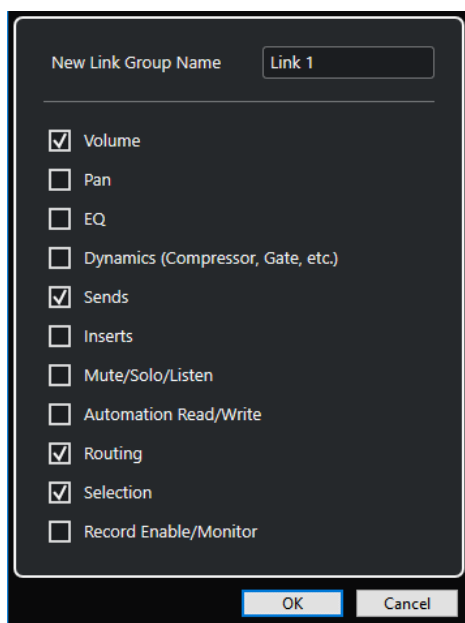 New Link Group Name Link 1
Volume
Pan
EQ
Dynamics (Compressor, Gate, etc.)
Sends
Inserts
Mute/Solo/Listen
Automation Read/Write
Routing
Selection
Record Enable/Monitor
OK Cancel